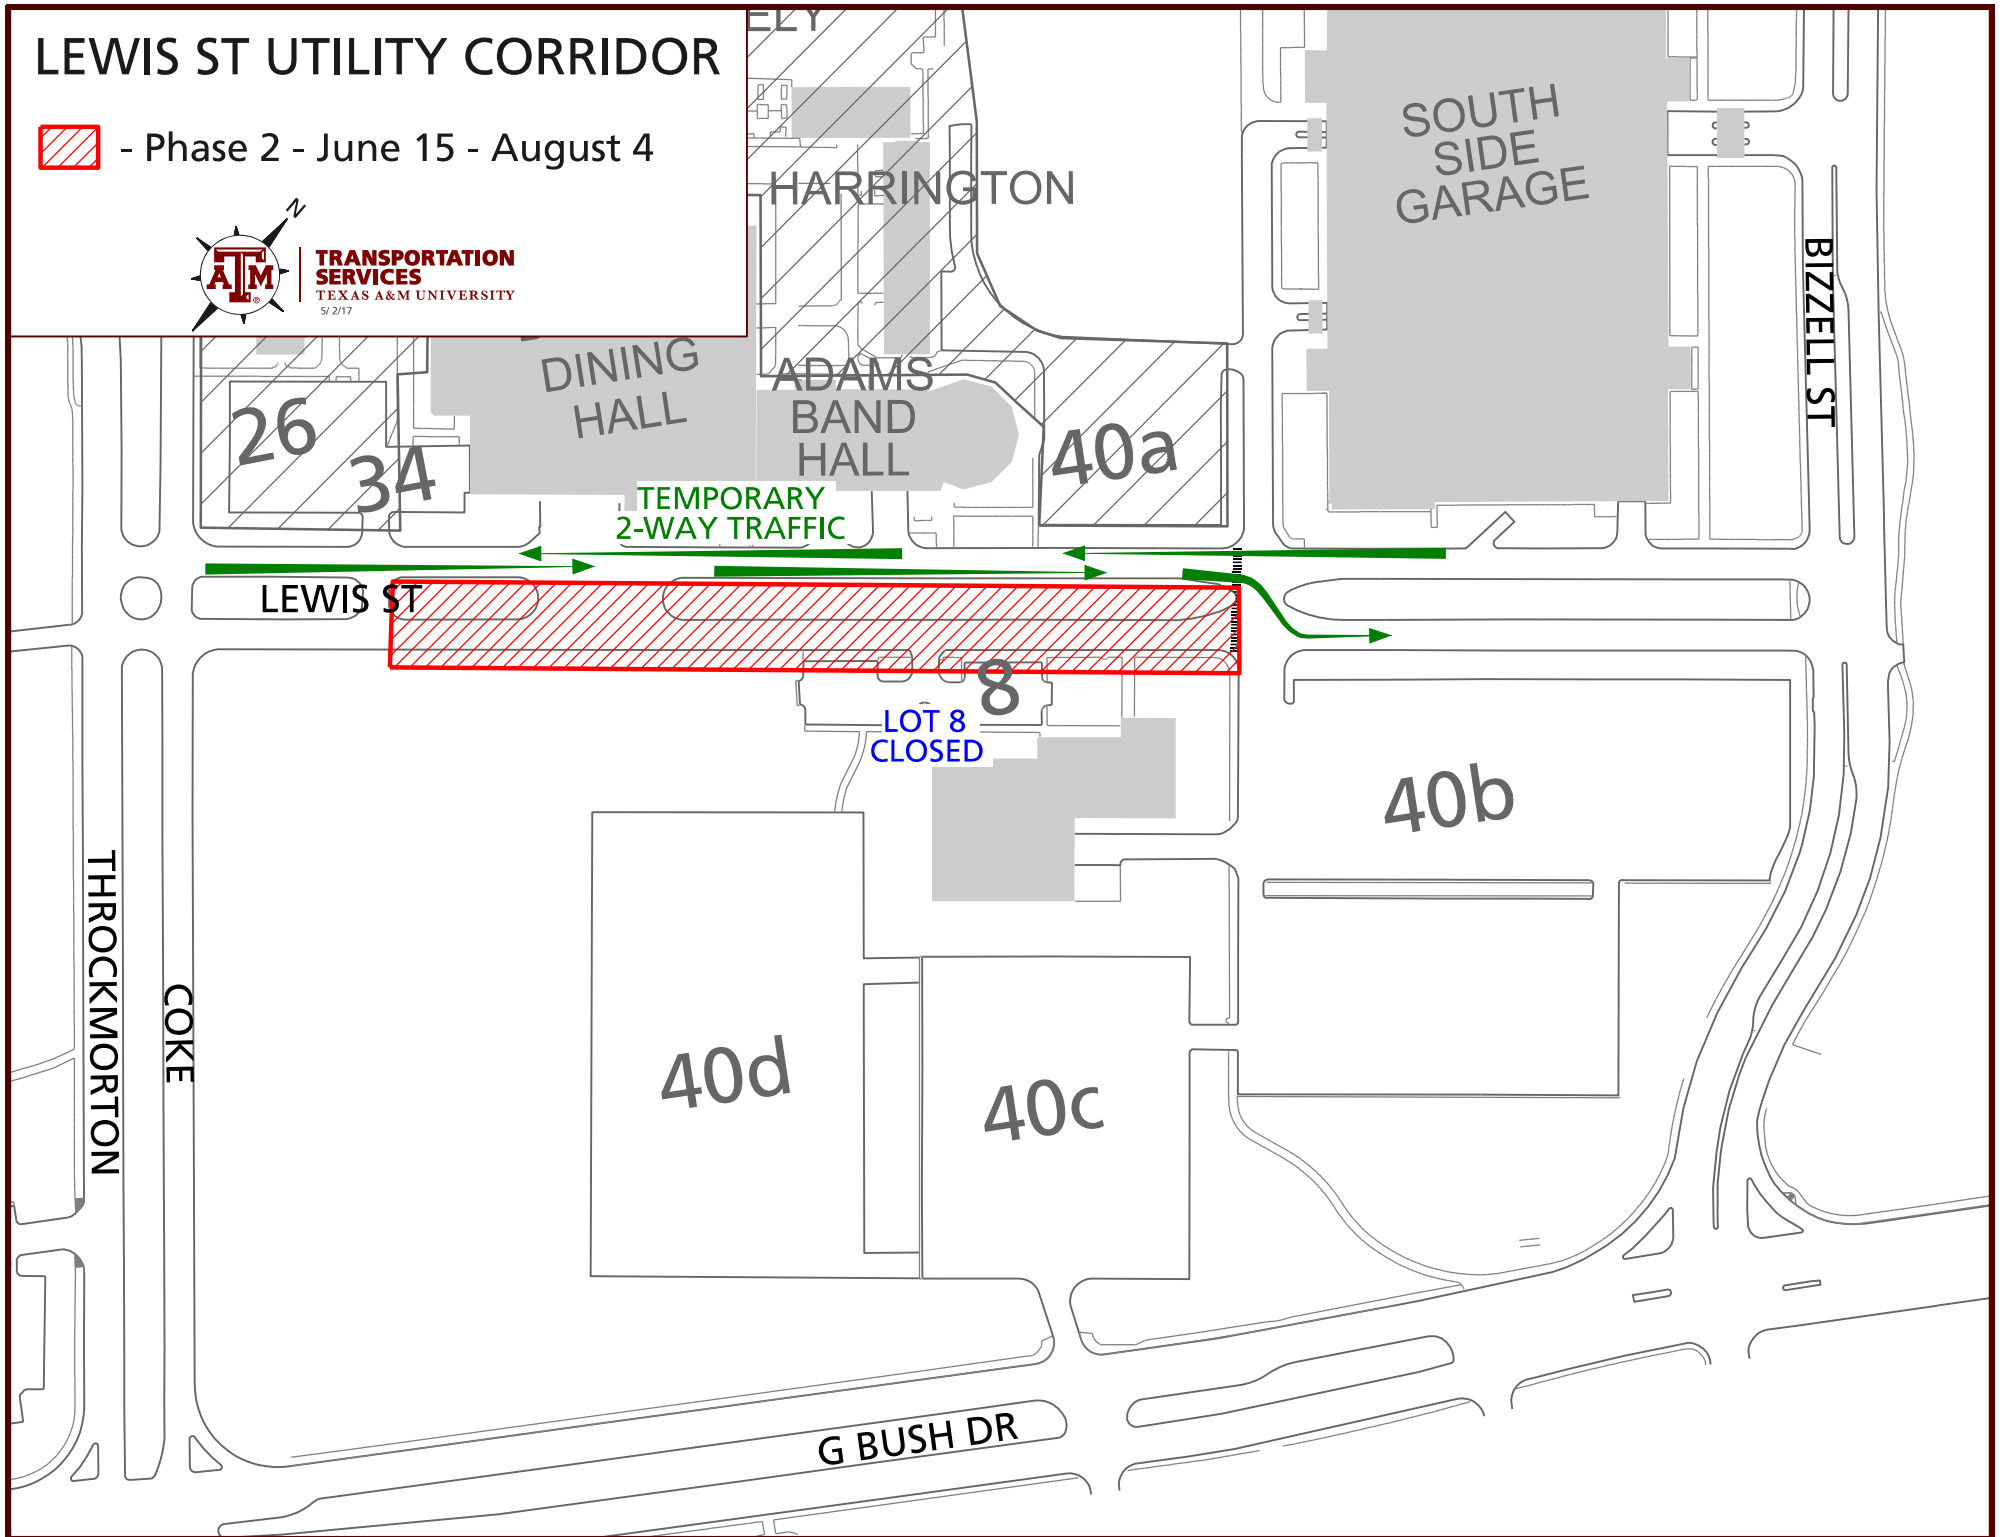 LEWIS ST UTILITY CORRIDOR
- Phase 2 - June 15 - August 4
N
ATM
®
TRANSPORTATION
SERVICES
TEXAS A&M UNIVERSITY
5/ 2/17
HARRINGTON
SOUTH
SIDE
GARAGE
BIZZELL ST
DINING
HALL
ADAMS
BAND
HALL
26
34
40a
TEMPORARY
2-WAY TRAFFIC
LEWIS ST
8
LOT 8
CLOSED
40b
THROCKMORTON
COKE
40d
40c
G BUSH DR